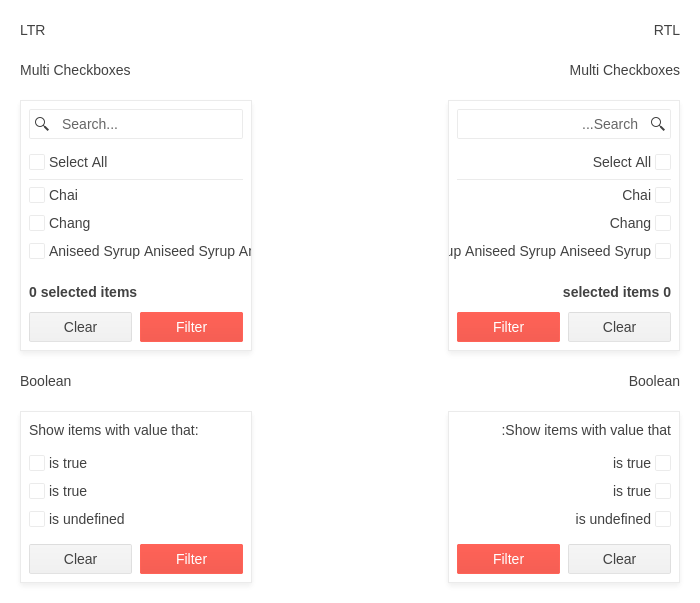 LTR
Multi Checkboxes
Search...
Select All
Chai
Chang
Aniseed Syrup Aniseed Syrup
0 selected items
Clear Filter
Boolean
Show items with value that:
is true
is true
is undefined
Clear Filter
RTL
Multi Checkboxes
...Search
Select All
Chai
Chang
Aniseed Syrup Aniseed Syrup
selected items 0
Filter Clear
Boolean
:Show items with value that
is true
is true
is undefined
Filter Clear